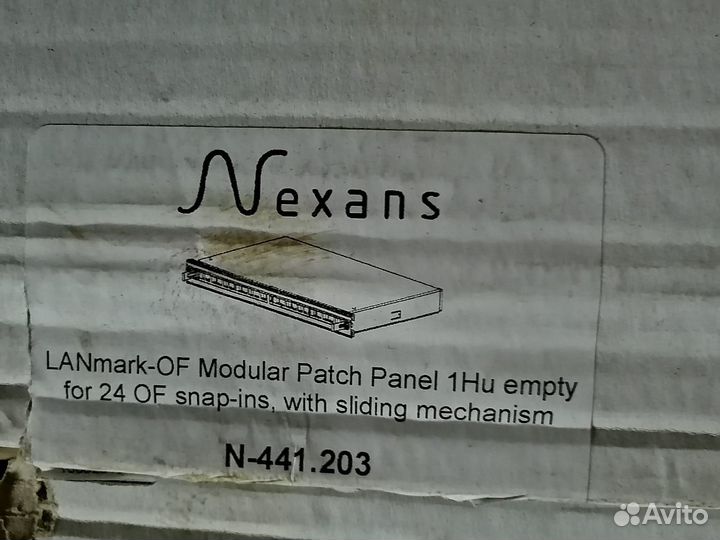 Nexans
LANmark-OF Modular Patch Panel 1Hu empty
for 24 OF snap-ins, with sliding mechanism
N-441.203
Avito